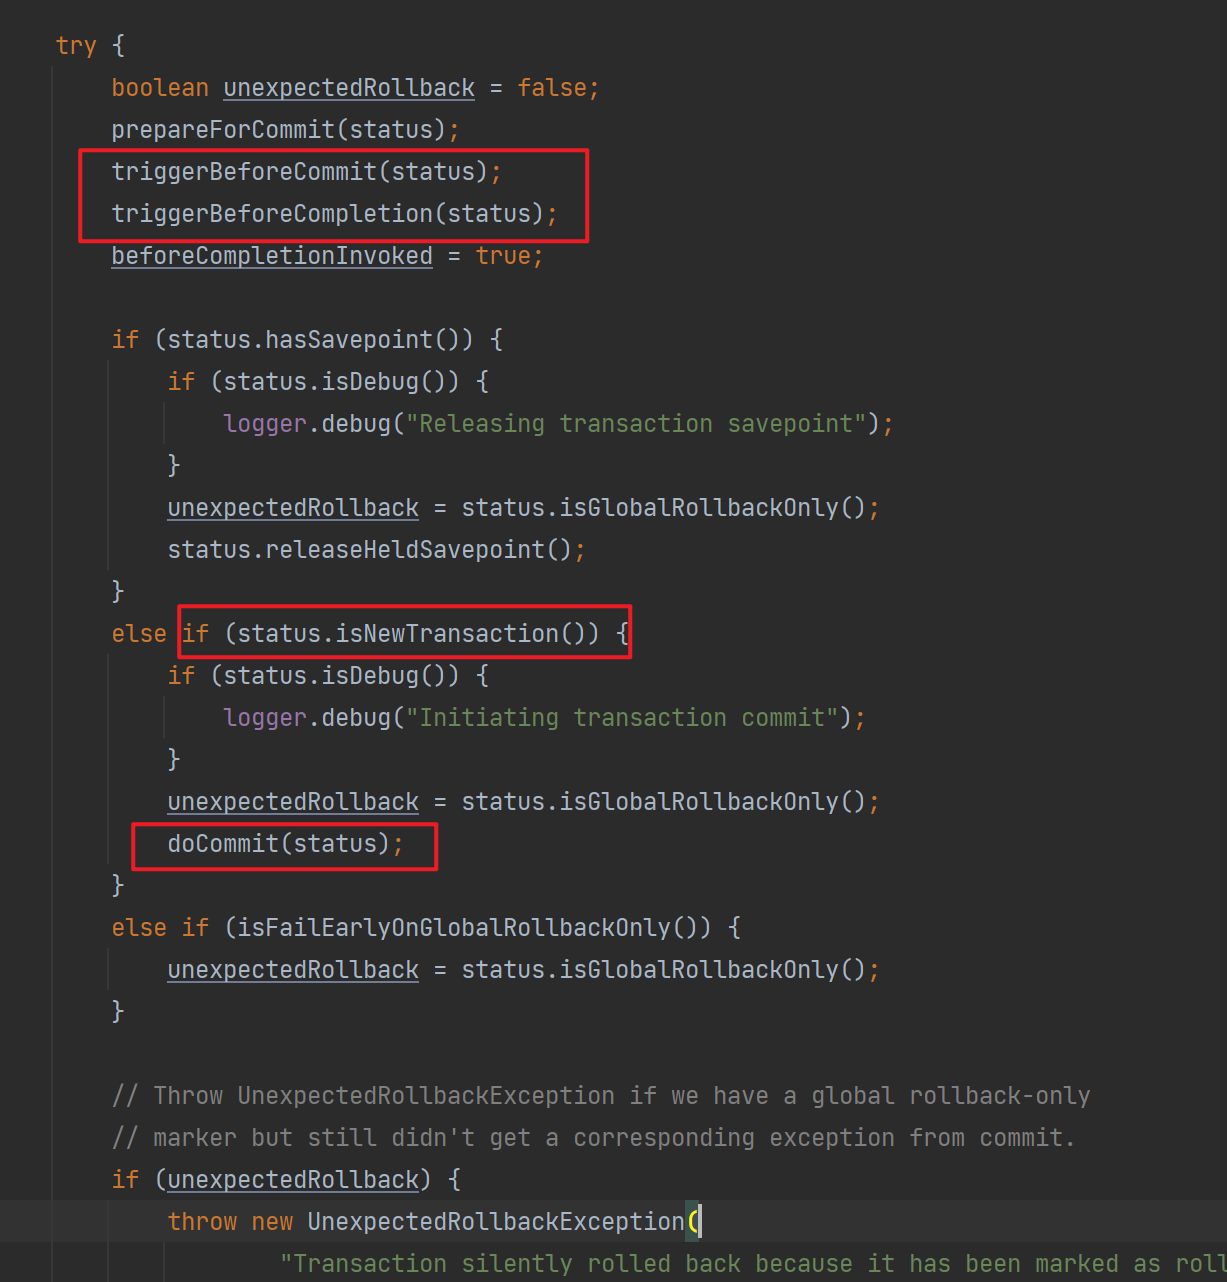 try {
boolean unexpectedRollback = false;
prepareForCommit(status);
triggerBeforeCommit(status);
triggerBeforeCompletion(status);
beforeCompletionInvoked = true;
if (status.hasSavepoint()) {
if (status.isDebug()) {
logger.debug("Releasing transaction savepoint");
}
unexpectedRollback = status.isGlobalRollbackOnly();
status.releaseHeldSavepoint();
}
else if (status.isNewTransaction()) {
if (status.isDebug()) {
logger.debug("Initiating transaction commit");
}
unexpectedRollback = status.isGlobalRollbackOnly();
doCommit(status);
}
else if (isFailEarlyOnGlobalRollbackOnly()) {
unexpectedRollback = status.isGlobalRollbackOnly();
}
// Throw UnexpectedRollbackException if we have a global rollback-only
// marker but still didn't get a corresponding exception from commit.
if (unexpectedRollback) {
throw new UnexpectedRollbackException(
"Transaction silently rolled back because it has been marked as roll